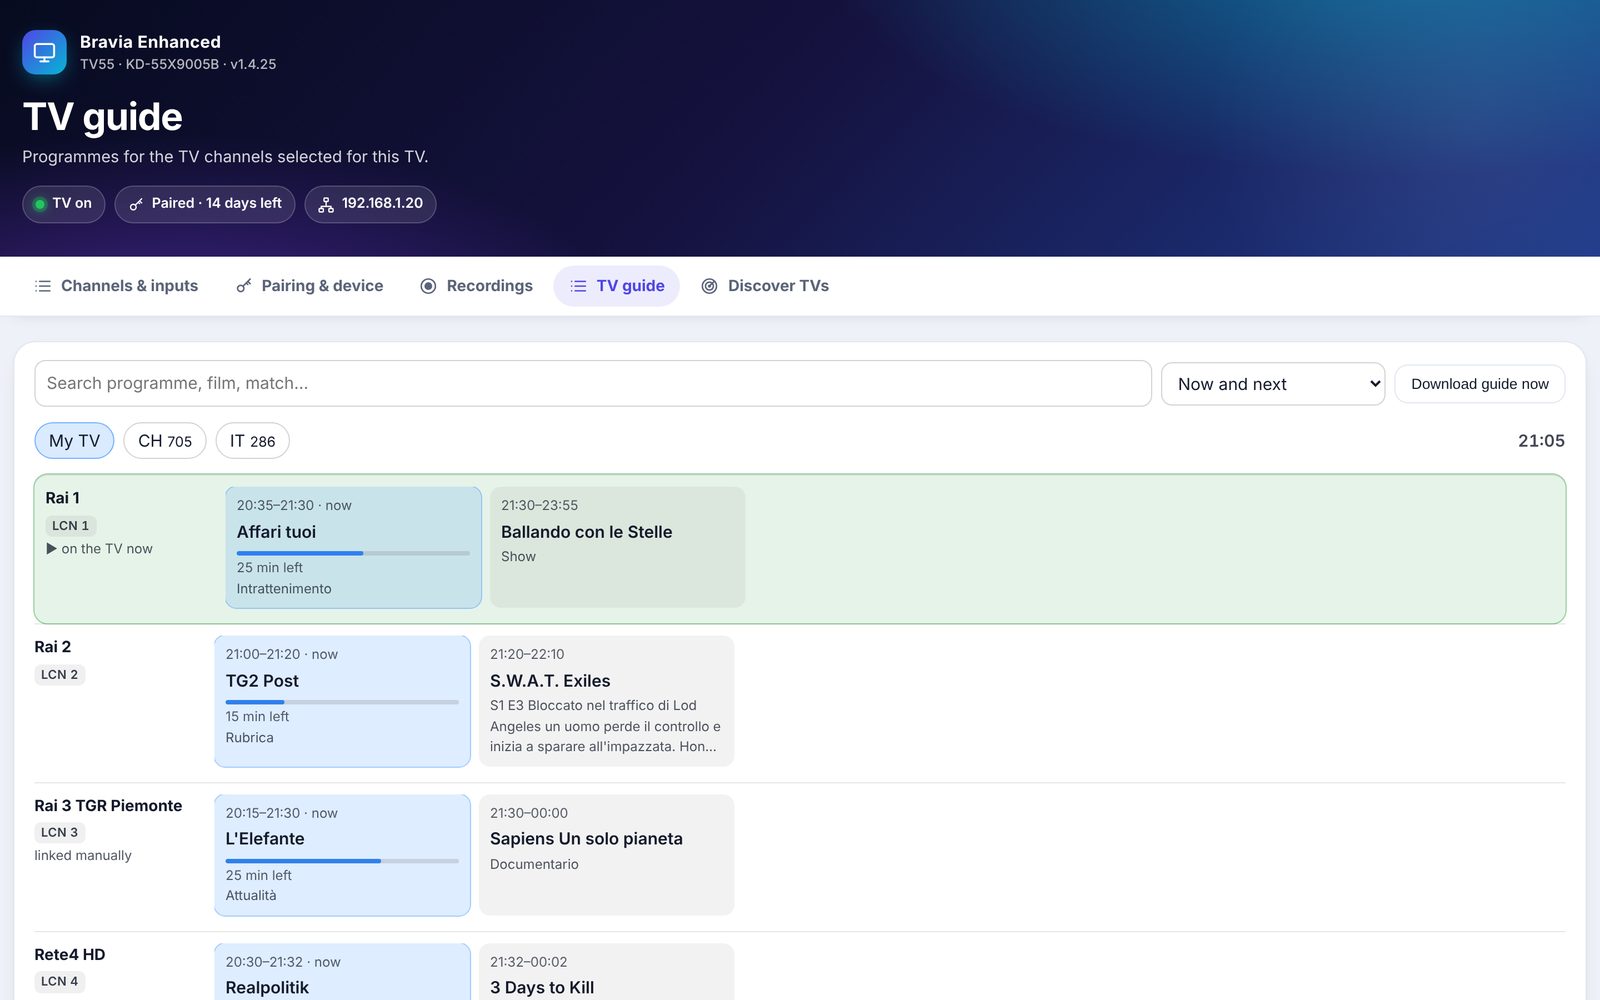 Bravia Enhanced
TV55 · KD-55X9005B · v1.4.25
TV guide
Programmes for the TV channels selected for this TV.
TV on
Paired · 14 days left
192.168.1.20
Channels & inputs
Pairing & device
Recordings
TV guide
Discover TVs
Search programme, film, match...
Now and next
Download guide now
My TV
CH 705
IT 286
21:05
Rai 1
LCN 1
▶ on the TV now
20:35–21:30 · now
Affari tuoi
25 min left
Intrattenimento
21:30–23:55
Ballando con le Stelle
Show
Rai 2
LCN 2
21:00–21:20 · now
TG2 Post
15 min left
Rubrica
21:20–22:10
S.W.A.T. Exiles
S1 E3 Bloccato nel traffico di Lod
Angeles un uomo perde il controllo e
inizia a sparare all'impazzata. Hon...
Rai 3 TGR Piemonte
LCN 3
linked manually
20:15–21:30 · now
L'Elefante
25 min left
Attualità
21:30–00:00
Sapiens Un solo pianeta
Documentario
Rete4 HD
LCN 4
20:30–21:32 · now
Realpolitik
21:32–00:02
3 Days to Kill